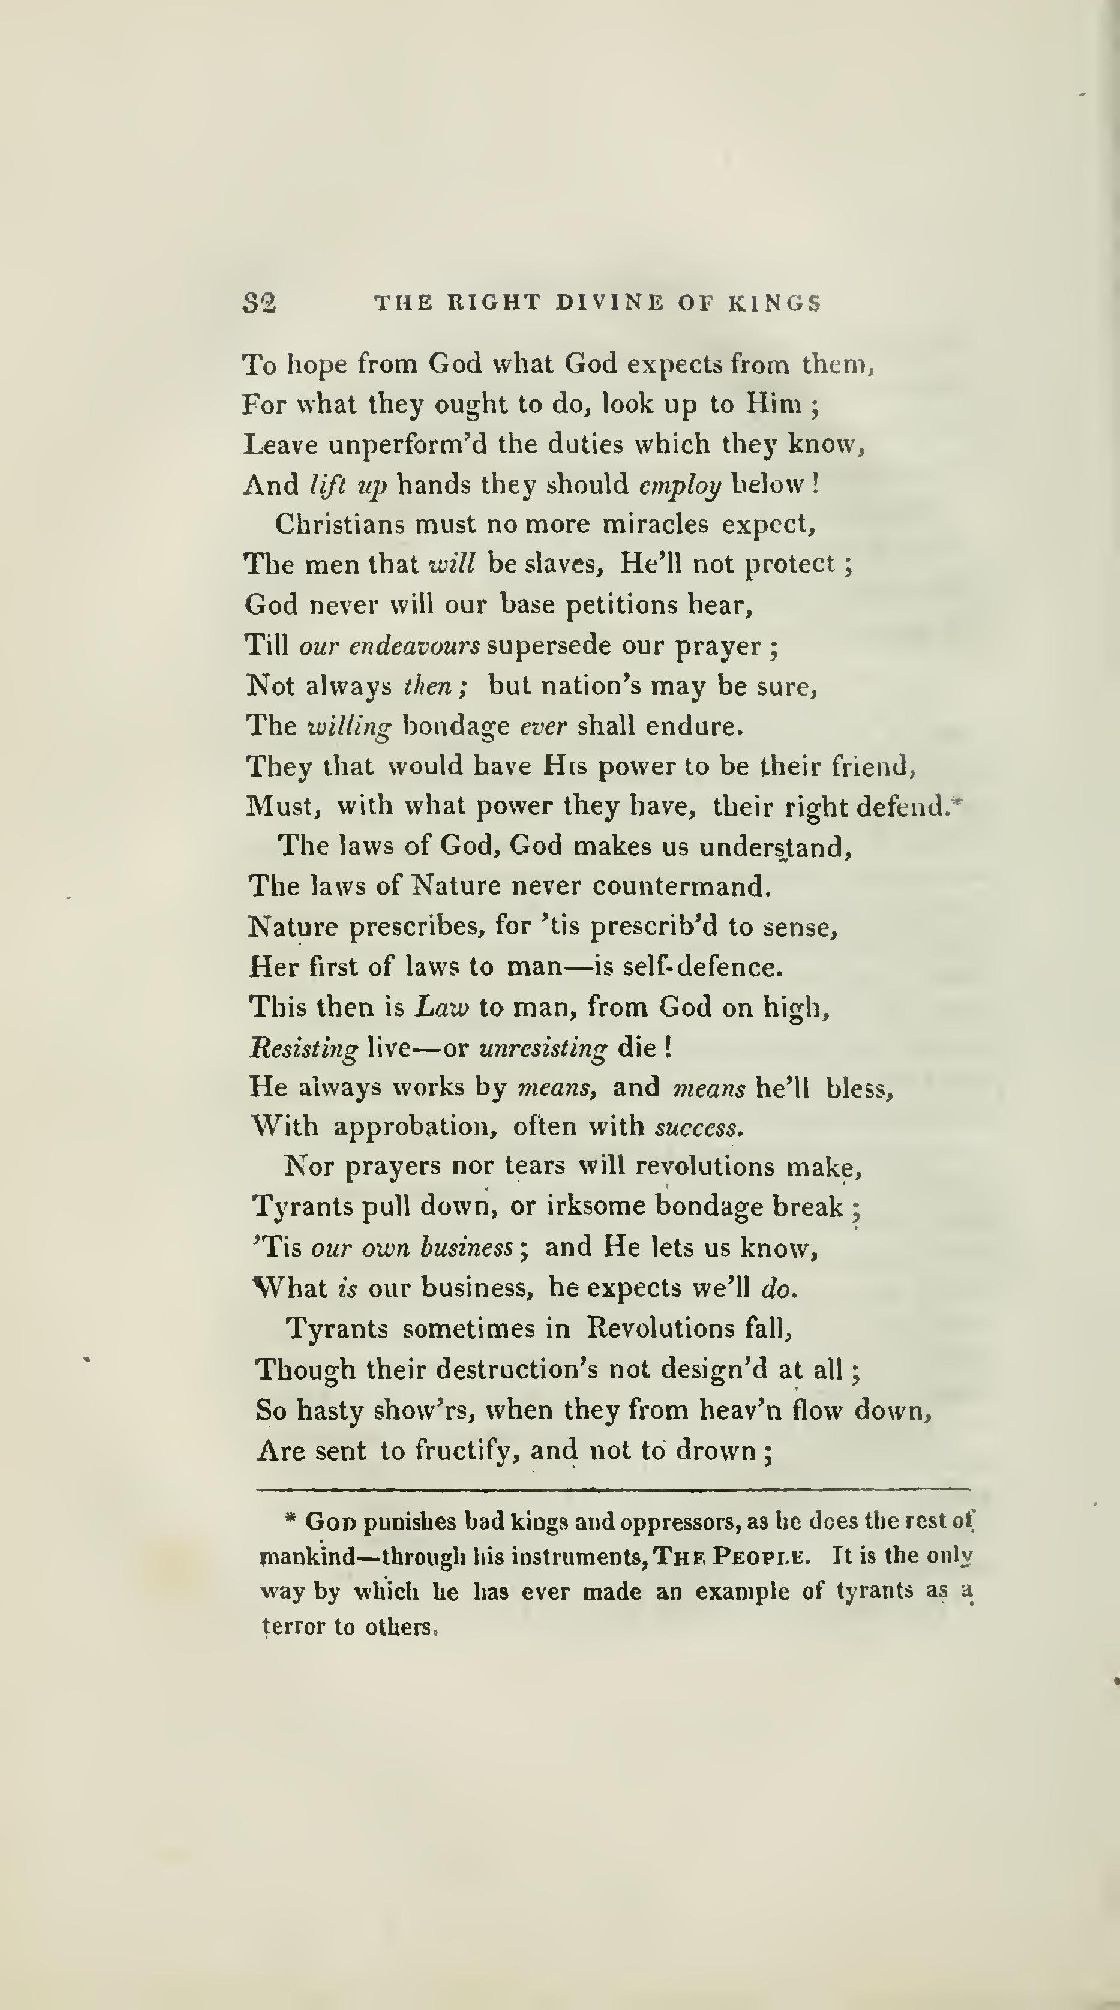 32 THE RIGHT DIVINE OF KINGS
To hope from God what God expects from them,
For what they ought to do, look up to Him ;
Leave unperform'd the duties which they know,
And lift up hands they should employ below !
Christians must no more miracles expect,
The men that will be slaves, He'll not protect ;
God never will our base petitions hear,
Till our endeavours supersede our prayer ;
Not always then ; but nation's may be sure,
The willing bondage ever shall endure.
They that would have His power to be their friend,
Must, with what power they have, their right defend.*
The laws of God, God makes us understand,
The laws of Nature never countermand.
Nature prescribes, for 'tis prescrib'd to sense,
Her first of laws to man—is self-defence.
This then is Law to man, from God on high,
Resisting live—or unresisting die !
He always works by means, and means he'll bless,
With approbation, often with success.
Nor prayers nor tears will revolutions make,
Tyrants pull down, or irksome bondage break ;
'Tis our own business ; and He lets us know,
What is our business, he expects we'll do.
Tyrants sometimes in Revolutions fall,
Though their destruction's not design'd at all ;
So hasty show'rs, when they from heav'n flow down,
Are sent to fructify, and not to drown ;
* GOD punishes bad kings and oppressors, as he does the rest of
mankind—through his instruments, THE PEOPLE. It is the only
way by which he has ever made an example of tyrants as a
terror to others.